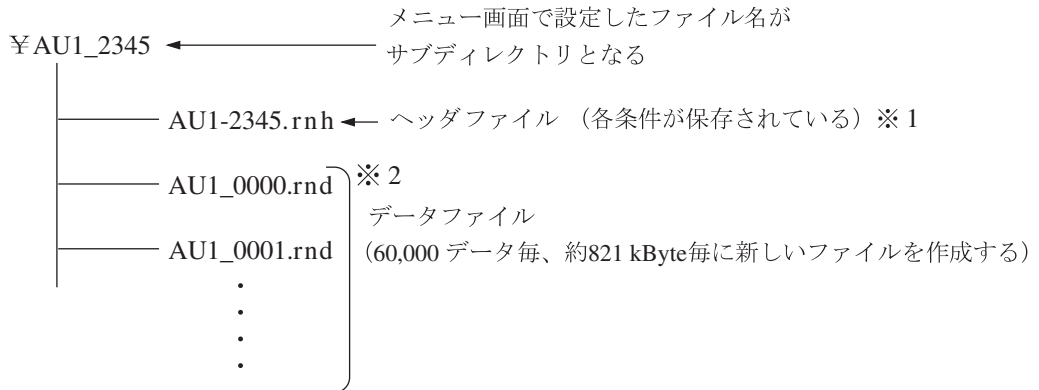 メニュー画面で設定したファイル名が
¥AU1_2345
サブディレクトリとなる
AU1-2345.rnh ヘッダファイル （各条件が保存されている）※1
AU1_0000.rnd ※2
データファイル
AU1_0001.rnd （60,000 データ毎、約821 kByte毎に新しいファイルを作成する）